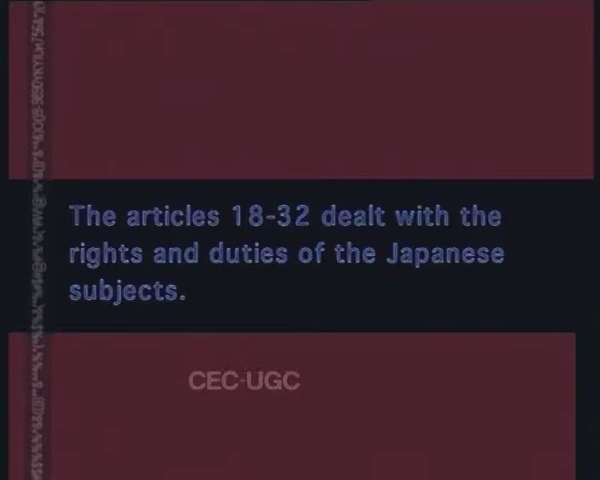 The articles 18-32 dealt with the
rights and duties of the Japanese
subjects.
CEC-UGC